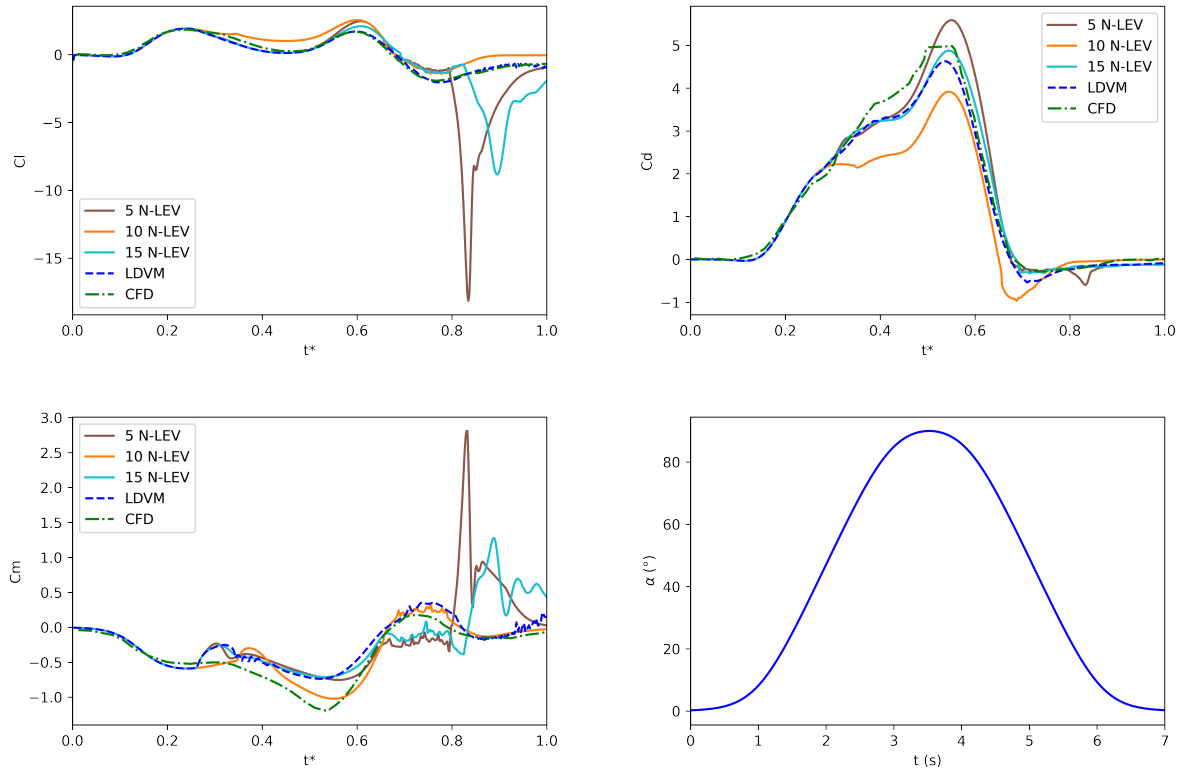 0
−5
−10
−15
Cl
5 N-LEV
10 N-LEV
15 N-LEV
LDVM
CFD
0.0 0.2 0.4 0.6 0.8 1.0
t*
5
4
3
2
1
0
−1
Cd
5 N-LEV
10 N-LEV
15 N-LEV
LDVM
CFD
0.0 0.2 0.4 0.6 0.8 1.0
t*
3.0
2.5
2.0
1.5
1.0
0.5
0.0
−0.5
−1.0
Cm
5 N-LEV
10 N-LEV
15 N-LEV
LDVM
CFD
0.0 0.2 0.4 0.6 0.8 1.0
t*
80
60
40
20
0
α (°)
0 1 2 3 4 5 6 7
t (s)